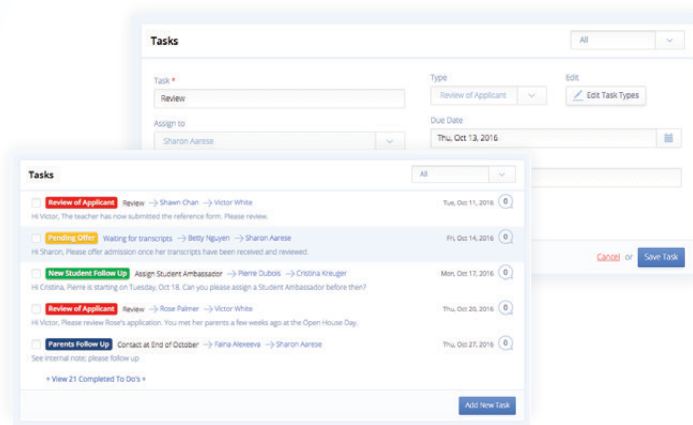 Tasks
All
Task *
Type
Edit
Review
Review of Applicant
Edit Task Types
Assign to
Due Date
Sharon Aarese
Thu, Oct 13, 2016
Cancel or Save Task
Tasks
All
Review of Applicant Review -> Shawn Chan -> Victor White Tue, Oct 11, 2016 0
Hi Victor, The teacher has now submitted the reference form. Please review.
Pending Offer Waiting for transcripts -> Betty Nguyen -> Sharon Aarese Fri, Oct 14, 2016 0
Hi Sharon, Please offer admission once her transcripts have been received and reviewed.
New Student Follow Up Assign Student Ambassador -> Pierre Dubois -> Cristina Kreuger Mon, Oct 17, 2016 0
Hi Cristina, Pierre is starting on Tuesday, Oct 18. Can you please assign a Student Ambassador before then?
Review of Applicant Review -> Rose Palmer -> Victor White Thu, Oct 20, 2016 0
Hi Victor, Please review Rose's application. You met her parents a few weeks ago at the Open House Day.
Parents Follow Up Contact at End of October -> Faina Alexeeva -> Sharon Aarese Thu, Oct 27, 2016 0
See internal note; please follow up
+ View 21 Completed To Do's +
Add New Task